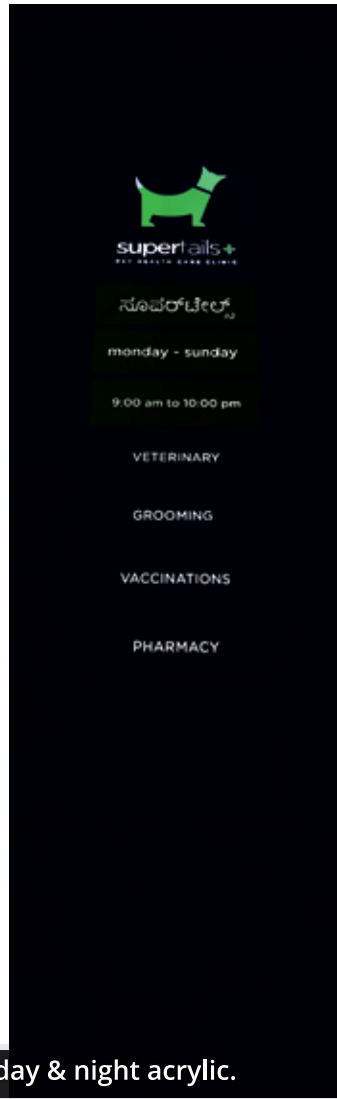 supertails+
PET HEALTH CARE CLINIC
ಸೂಪರ್‌ಟೇಲ್ಸ್
monday - sunday
9:00 am to 10:00 pm
VETERINARY
GROOMING
VACCINATIONS
PHARMACY
day & night acrylic.